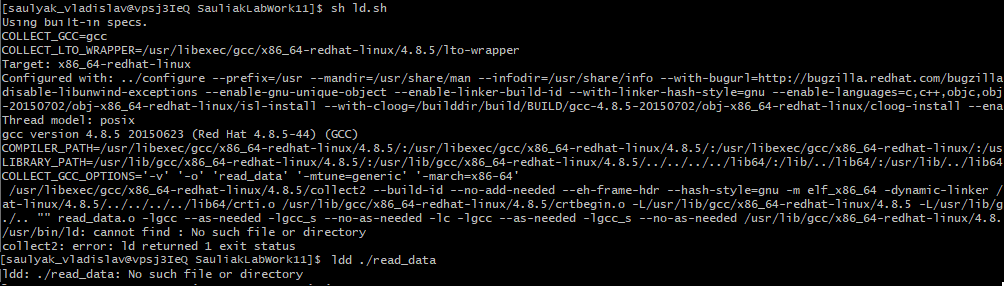 [saulyak_vladislav@vpsj3IeQ SauliakLabWork11]$ sh ld.sh
Using built-in specs.
COLLECT_GCC=gcc
COLLECT_LTO_WRAPPER=/usr/libexec/gcc/x86_64-redhat-linux/4.8.5/lto-wrapper
Target: x86_64-redhat-linux
Configured with: ../configure --prefix=/usr --mandir=/usr/share/man --infodir=/usr/share/info --with-bugurl=http://bugzilla.redhat.com/bugzilla
disable-libunwind-exceptions --enable-gnu-unique-object --enable-linker-build-id --with-linker-hash-style=gnu --enable-languages=c,c++,objc,obj
-20150702/obj-x86_64-redhat-linux/isl-install --with-cloog=/builddir/build/BUILD/gcc-4.8.5-20150702/obj-x86_64-redhat-linux/cloog-install --ena
Thread model: posix
gcc version 4.8.5 20150623 (Red Hat 4.8.5-44) (GCC)
COMPILER_PATH=/usr/libexec/gcc/x86_64-redhat-linux/4.8.5/:/usr/libexec/gcc/x86_64-redhat-linux/4.8.5/:/usr/libexec/gcc/x86_64-redhat-linux/:/us
LIBRARY_PATH=/usr/lib/gcc/x86_64-redhat-linux/4.8.5/:/usr/lib/gcc/x86_64-redhat-linux/4.8.5/../../../../lib64/:/lib/../lib64/:/usr/lib/../lib64
COLLECT_GCC_OPTIONS='-v' '-o' 'read_data' '-mtune=generic' '-march=x86-64'
/usr/libexec/gcc/x86_64-redhat-linux/4.8.5/collect2 --build-id --no-add-needed --eh-frame-hdr --hash-style=gnu -m elf_x86_64 -dynamic-linker /
at-linux/4.8.5/../../../../lib64/crti.o /usr/lib/gcc/x86_64-redhat-linux/4.8.5/crtbegin.o -L/usr/lib/gcc/x86_64-redhat-linux/4.8.5 -L/usr/lib/g
./.. "" read_data.o -lgcc --as-needed -lgcc_s --no-as-needed -lc -lgcc --as-needed -lgcc_s --no-as-needed /usr/lib/gcc/x86_64-redhat-linux/4.8.
/usr/bin/ld: cannot find : No such file or directory
collect2: error: ld returned 1 exit status
[saulyak_vladislav@vpsj3IeQ SauliakLabWork11]$ ldd ./read_data
ldd: ./read_data: No such file or directory